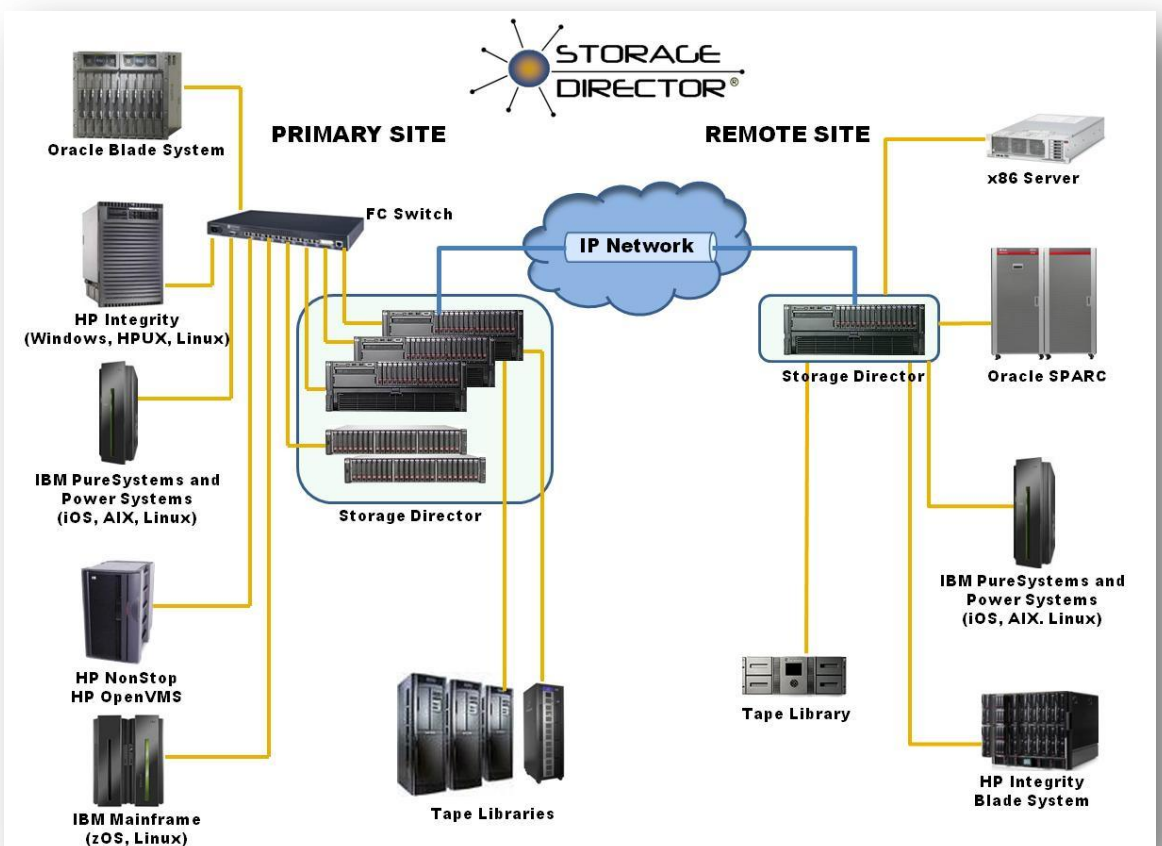 STORAGE
DIRECTOR®
PRIMARY SITE
REMOTE SITE
Oracle Blade System
x86 Server
FC Switch
IP Network
HP Integrity
(Windows, HPUX, Linux)
Storage Director
Oracle SPARC
IBM PureSystems and
Power Systems
(iOS, AIX, Linux)
Storage Director
IBM PureSystems and
Power Systems
(iOS, AIX. Linux)
HP NonStop
HP OpenVMS
Tape Library
HP Integrity
Blade System
Tape Libraries
IBM Mainframe
(zOS, Linux)